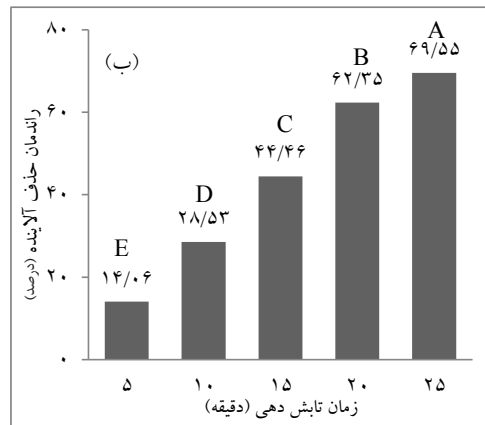 (ب)
راندمان حذف آلاینده (درصد)
۸۰
۶۰
۴۰
۲۰
۰
A
۶۹/۵۵
B
۶۲/۳۵
C
۴۴/۴۶
D
۲۸/۵۳
E
۱۴/۰۶
۵ ۱۰ ۱۵ ۲۰ ۲۵
زمان تابش دهی (دقیقه)